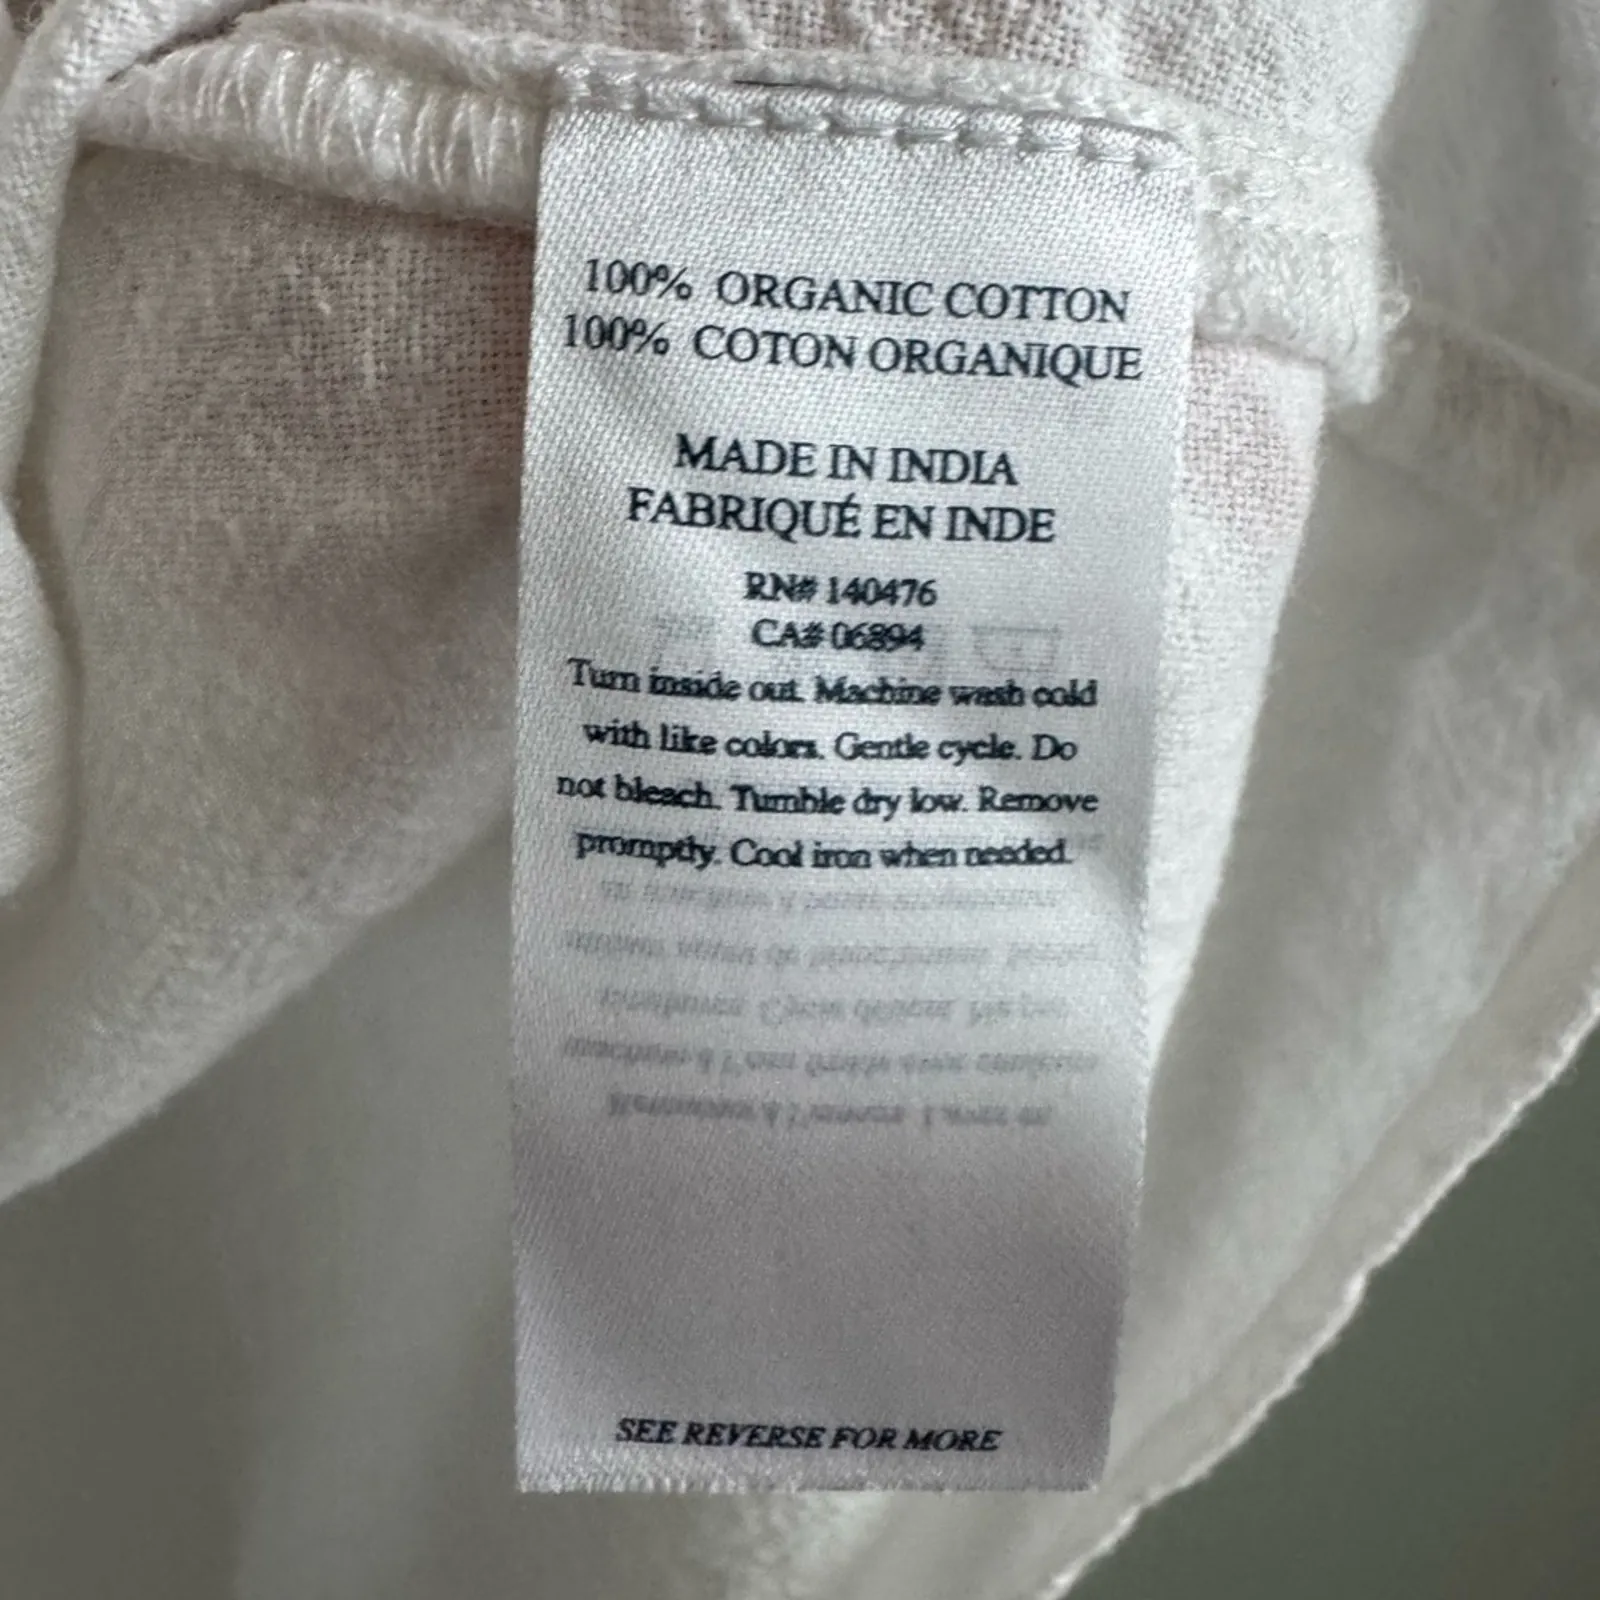 100% ORGANIC COTTON
100% COTON ORGANIQUE
MADE IN INDIA
FABRIQUÉ EN INDE
RN# 140476
CA# 06894
Turn inside out. Machine wash cold
with like colors. Gentle cycle. Do
not bleach. Tumble dry low. Remove
promptly. Cool iron when needed.
SEE REVERSE FOR MORE